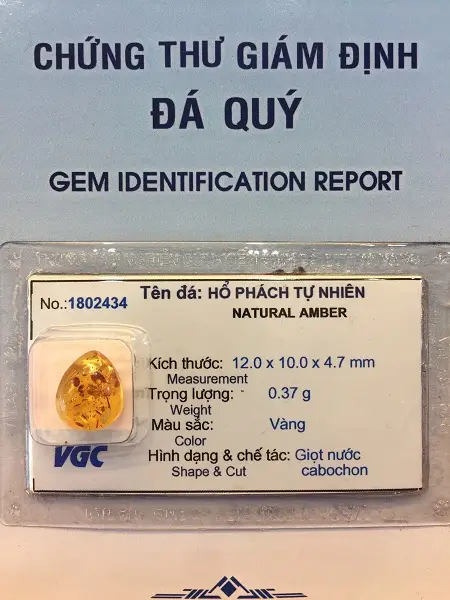 CHỨNG THƯ GIÁM ĐỊNH
ĐÁ QUÝ
GEM IDENTIFICATION REPORT
No.:1802434
Tên đá: HỔ PHÁCH TỰ NHIÊN
NATURAL AMBER
Kích thước: 12.0 x 10.0 x 4.7 mm
Measurement
Trọng lượng: 0.37 g
Weight
Màu sắc: Vàng
Color
Hình dạng & chế tác: Giọt nước
Shape & Cut cabochon
VGC